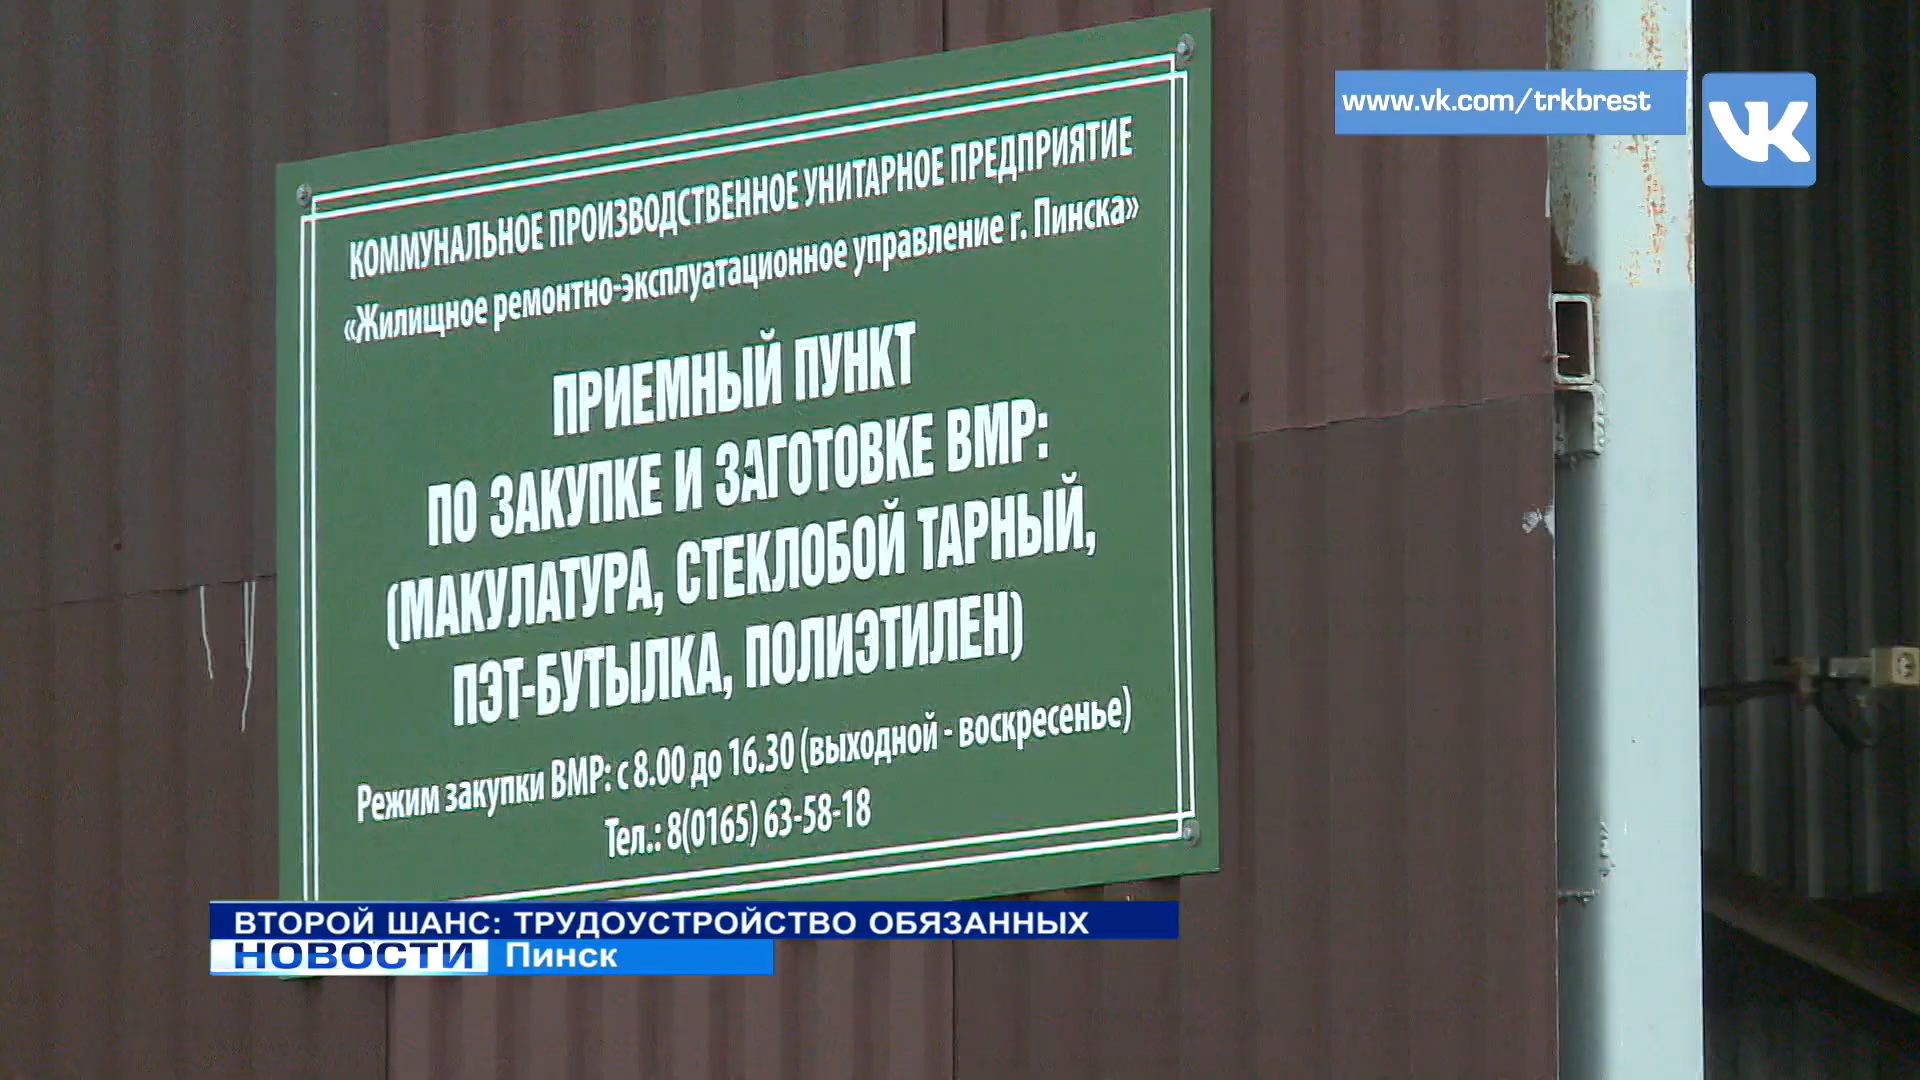 www.vk.com/trkbrest
КОММУНАЛЬНОЕ ПРОИЗВОДСТВЕННОЕ УНИТАРНОЕ ПРЕДПРИЯТИЕ
«Жилищное ремонтно-эксплуатационное управление г. Пинска»
ПРИЕМНЫЙ ПУНКТ
ПО ЗАКУПКЕ И ЗАГОТОВКЕ ВМР:
(МАКУЛАТУРА, СТЕКЛОБОЙ ТАРНЫЙ,
ПЭТ-БУТЫЛКА, ПОЛИЭТИЛЕН)
Режим закупки ВМР: с 8.00 до 16.30 (выходной - воскресенье)
Тел.: 8(0165) 63-58-18
ВТОРОЙ ШАНС: ТРУДОУСТРОЙСТВО ОБЯЗАННЫХ
НОВОСТИ Пинск